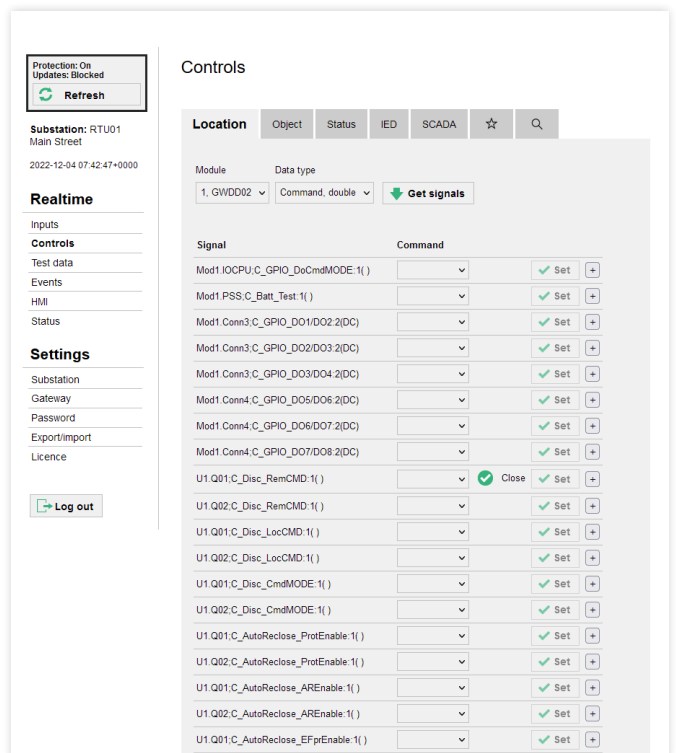 Protection: On
Updates: Blocked
Refresh
Substation: RTU01
Main Street
2022-12-04 07:42:47+0000
Realtime
Inputs
Controls
Test data
Events
HMI
Status
Settings
Substation
Gateway
Password
Export/import
Licence
Log out
Controls
Location Object Status IED SCADA
Module Data type
1, GWDD02 Command, double Get signals
Signal Command
Mod1.IOCPU;C_GPIO_DoCmdMODE:1( ) Set +
Mod1.PSS;C_Batt_Test:1( ) Set +
Mod1.Conn3;C_GPIO_DO1/DO2:2(DC) Set +
Mod1.Conn3;C_GPIO_DO2/DO3:2(DC) Set +
Mod1.Conn3;C_GPIO_DO3/DO4:2(DC) Set +
Mod1.Conn4;C_GPIO_DO5/DO6:2(DC) Set +
Mod1.Conn4;C_GPIO_DO6/DO7:2(DC) Set +
Mod1.Conn4;C_GPIO_DO7/DO8:2(DC) Set +
U1.Q01;C_Disc_RemCMD:1( ) Close Set +
U1.Q02;C_Disc_RemCMD:1( ) Set +
U1.Q01;C_Disc_LocCMD:1( ) Set +
U1.Q02;C_Disc_LocCMD:1( ) Set +
U1.Q01;C_Disc_CmdMODE:1( ) Set +
U1.Q02;C_Disc_CmdMODE:1( ) Set +
U1.Q01;C_AutoReclose_ProtEnable:1( ) Set +
U1.Q02;C_AutoReclose_ProtEnable:1( ) Set +
U1.Q01;C_AutoReclose_AREnable:1( ) Set +
U1.Q02;C_AutoReclose_AREnable:1( ) Set +
U1.Q01;C_AutoReclose_EFprEnable:1( ) Set +